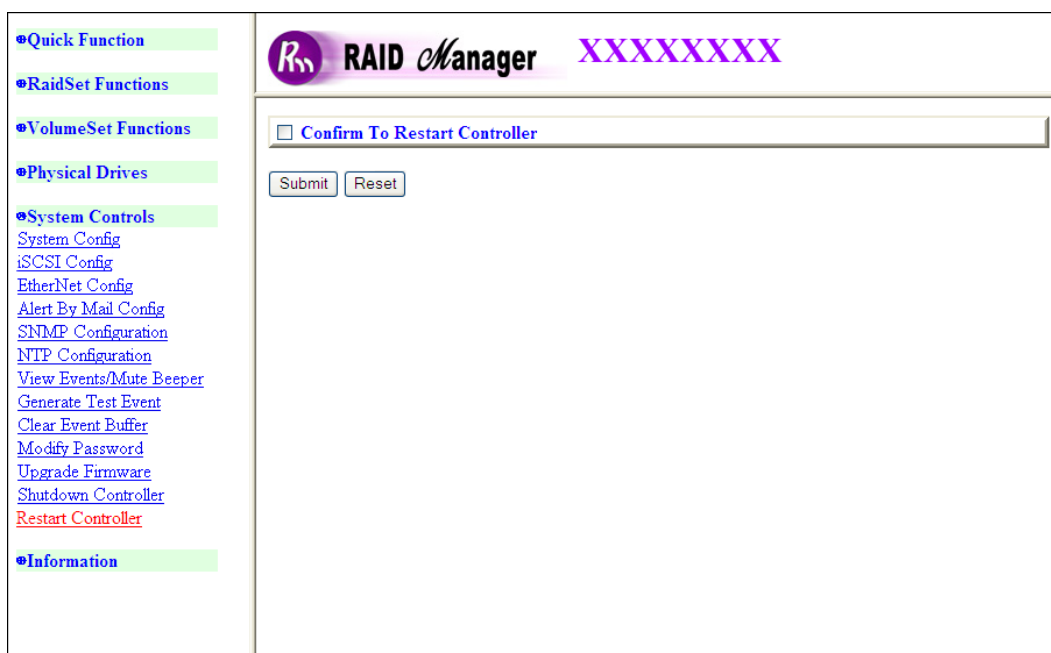 Quick Function
RaidSet Functions
VolumeSet Functions
Physical Drives
System Controls
System Config
iSCSI Config
EtherNet Config
Alert By Mail Config
SNMP Configuration
NTP Configuration
View Events/Mute Beeper
Generate Test Event
Clear Event Buffer
Modify Password
Upgrade Firmware
Shutdown Controller
Restart Controller
Information
Rm RAID Manager XXXXXXXX
Confirm To Restart Controller
Submit Reset